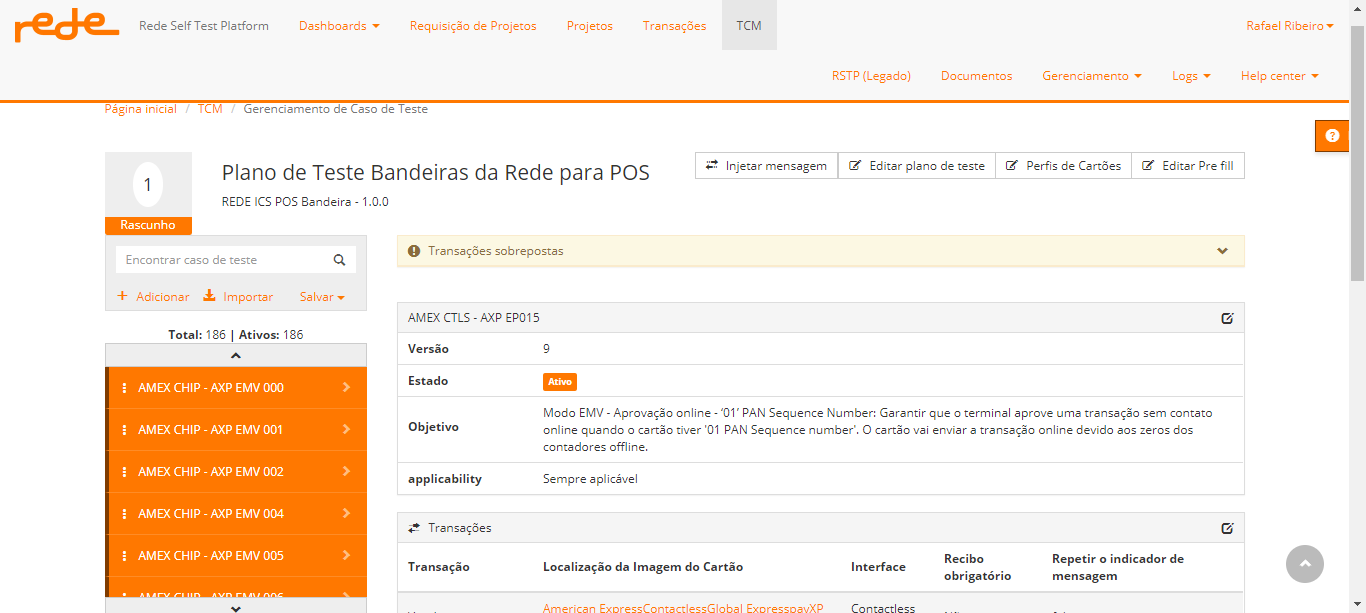 rede Rede Self Test Platform Dashboards Requisição de Projetos Projetos Transações TCM Rafael Ribeiro
RSTP (Legado) Documentos Gerenciamento Logs Help center
Página inicial / TCM / Gerenciamento de Caso de Teste
1
Rascunho
Plano de Teste Bandeiras da Rede para POS
REDE ICS POS Bandeira - 1.0.0
Injetar mensagem Editar plano de teste Perfis de Cartões Editar Pre fill
Encontrar caso de teste
+ Adicionar Importar Salvar
Total: 186 | Ativos: 186
AMEX CHIP - AXP EMV 000
AMEX CHIP - AXP EMV 001
AMEX CHIP - AXP EMV 002
AMEX CHIP - AXP EMV 004
AMEX CHIP - AXP EMV 005
AMEX CHIP - AXP EMV 006
Transações sobrepostas
AMEX CTLS - AXP EP015
Versão 9
Estado Ativo
Objetivo
Modo EMV - Aprovação online - ‘01’ PAN Sequence Number: Garantir que o terminal aprove uma transação sem contato
online quando o cartão tiver '01 PAN Sequence number'. O cartão vai enviar a transação online devido aos zeros dos
contadores offline.
applicability Sempre aplicável
Transações
Transação Localização da Imagem do Cartão Interface Recibo obrigatório Repetir o indicador de mensagem
American ExpressContactlessGlobal ExpresspayXP Contactless